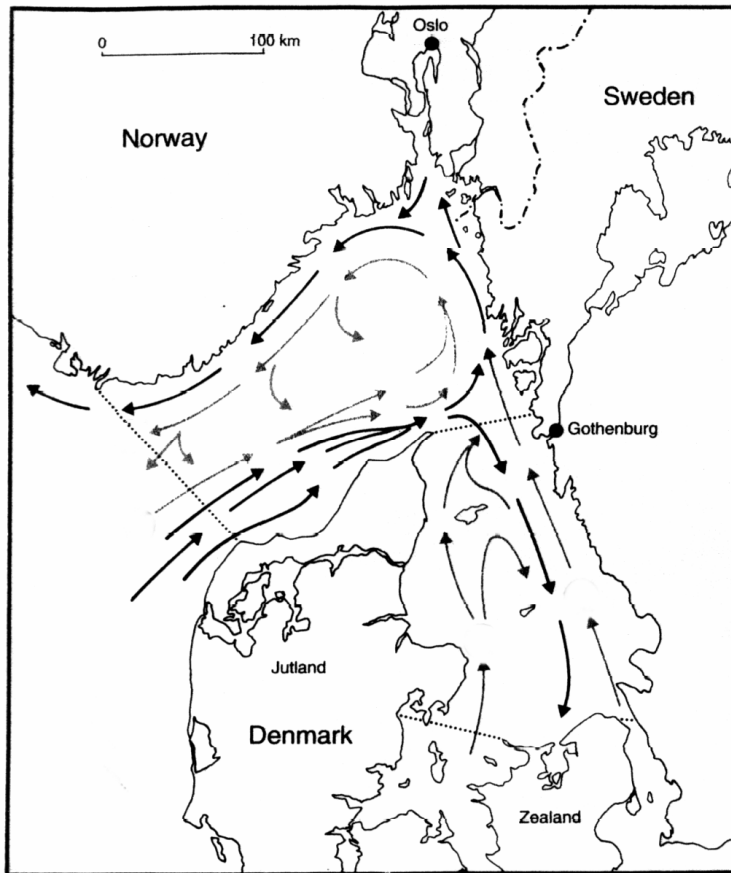 Oslo
0
100 km
Sweden
Norway
Gothenburg
Jutland
Denmark
Zealand